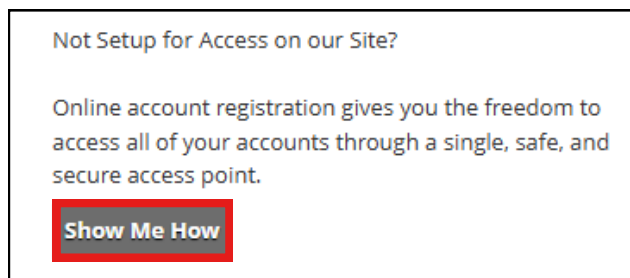 Not Setup for Access on our Site?
Online account registration gives you the freedom to
access all of your accounts through a single, safe, and
secure access point.
Show Me How